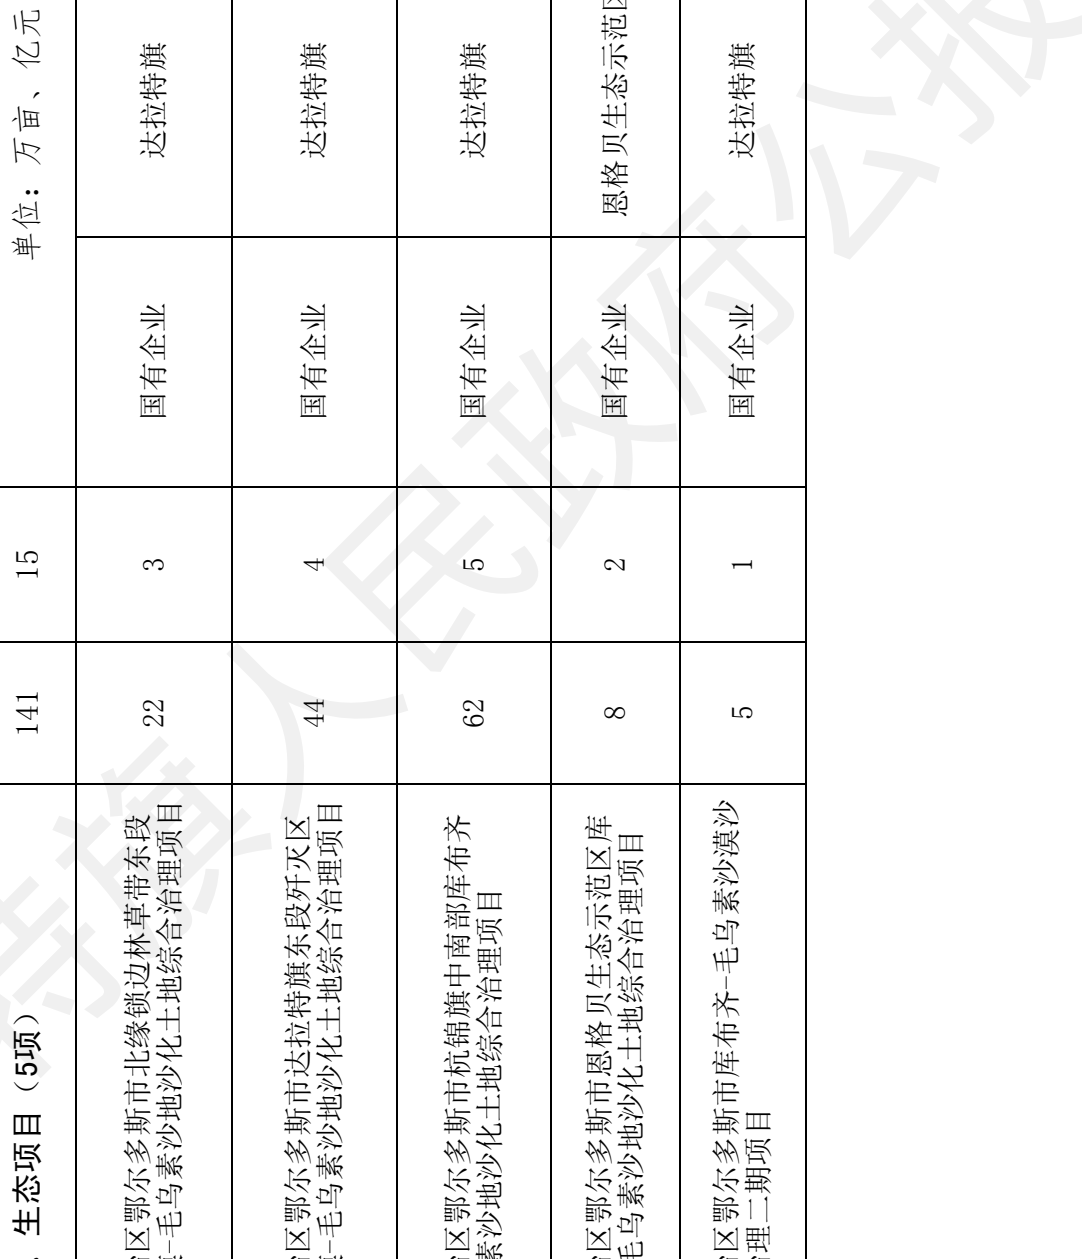 单位：万亩、亿元
生态项目（5项）
141
15
区鄂尔多斯市北缘锁边林草带东段
-毛乌素沙地沙化土地综合治理项目
22
3
国有企业
达拉特旗
区鄂尔多斯市达拉特旗东段歼灭区
-毛乌素沙地沙化土地综合治理项目
44
4
国有企业
达拉特旗
区鄂尔多斯市杭锦旗中南部库布齐
素沙地沙化土地综合治理项目
62
5
国有企业
达拉特旗
区鄂尔多斯市恩格贝生态示范区库
毛乌素沙地沙化土地综合治理项目
8
2
国有企业
恩格贝生态示范区
区鄂尔多斯市库布齐-毛乌素沙漠沙
理二期项目
5
1
国有企业
达拉特旗
特旗人民政府公报